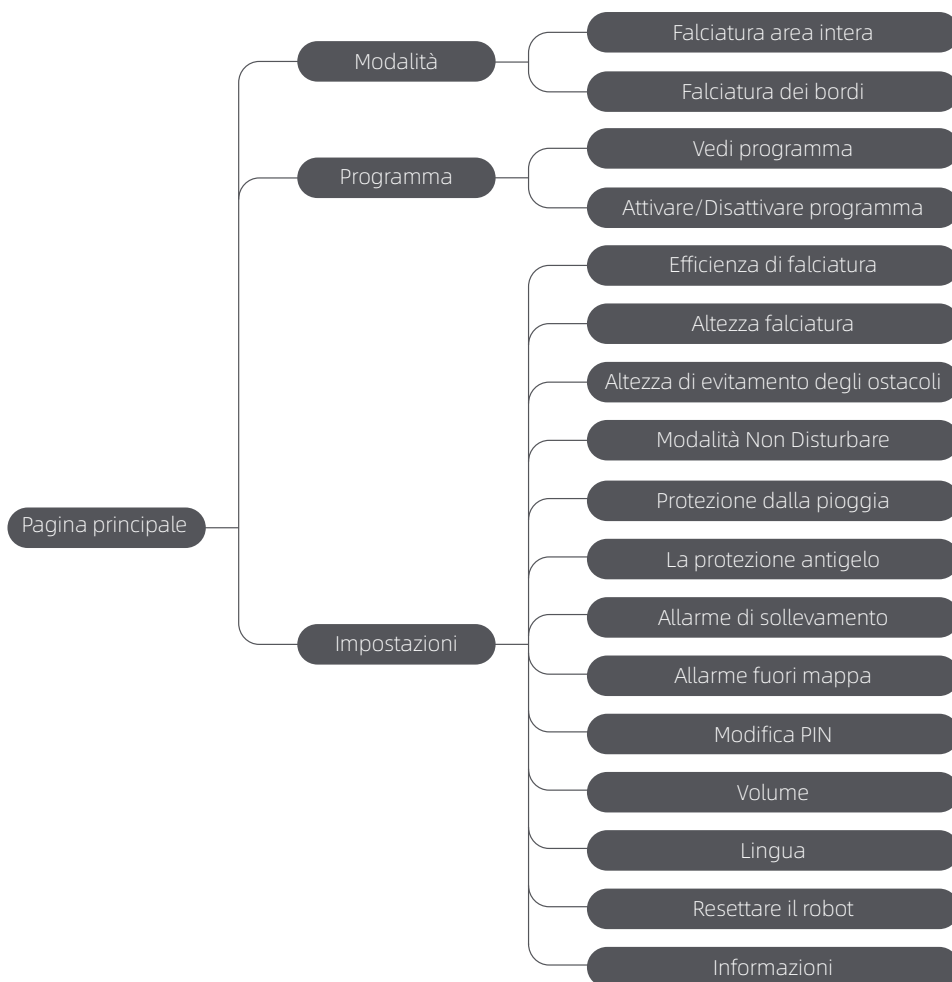 Pagina principale
Modalità
Falciatura area intera
Falciatura dei bordi
Programma
Vedi programma
Attivare/Disattivare programma
Impostazioni
Efficienza di falciatura
Altezza falciatura
Altezza di evitamento degli ostacoli
Modalità Non Disturbare
Protezione dalla pioggia
La protezione antigelo
Allarme di sollevamento
Allarme fuori mappa
Modifica PIN
Volume
Lingua
Resettare il robot
Informazioni